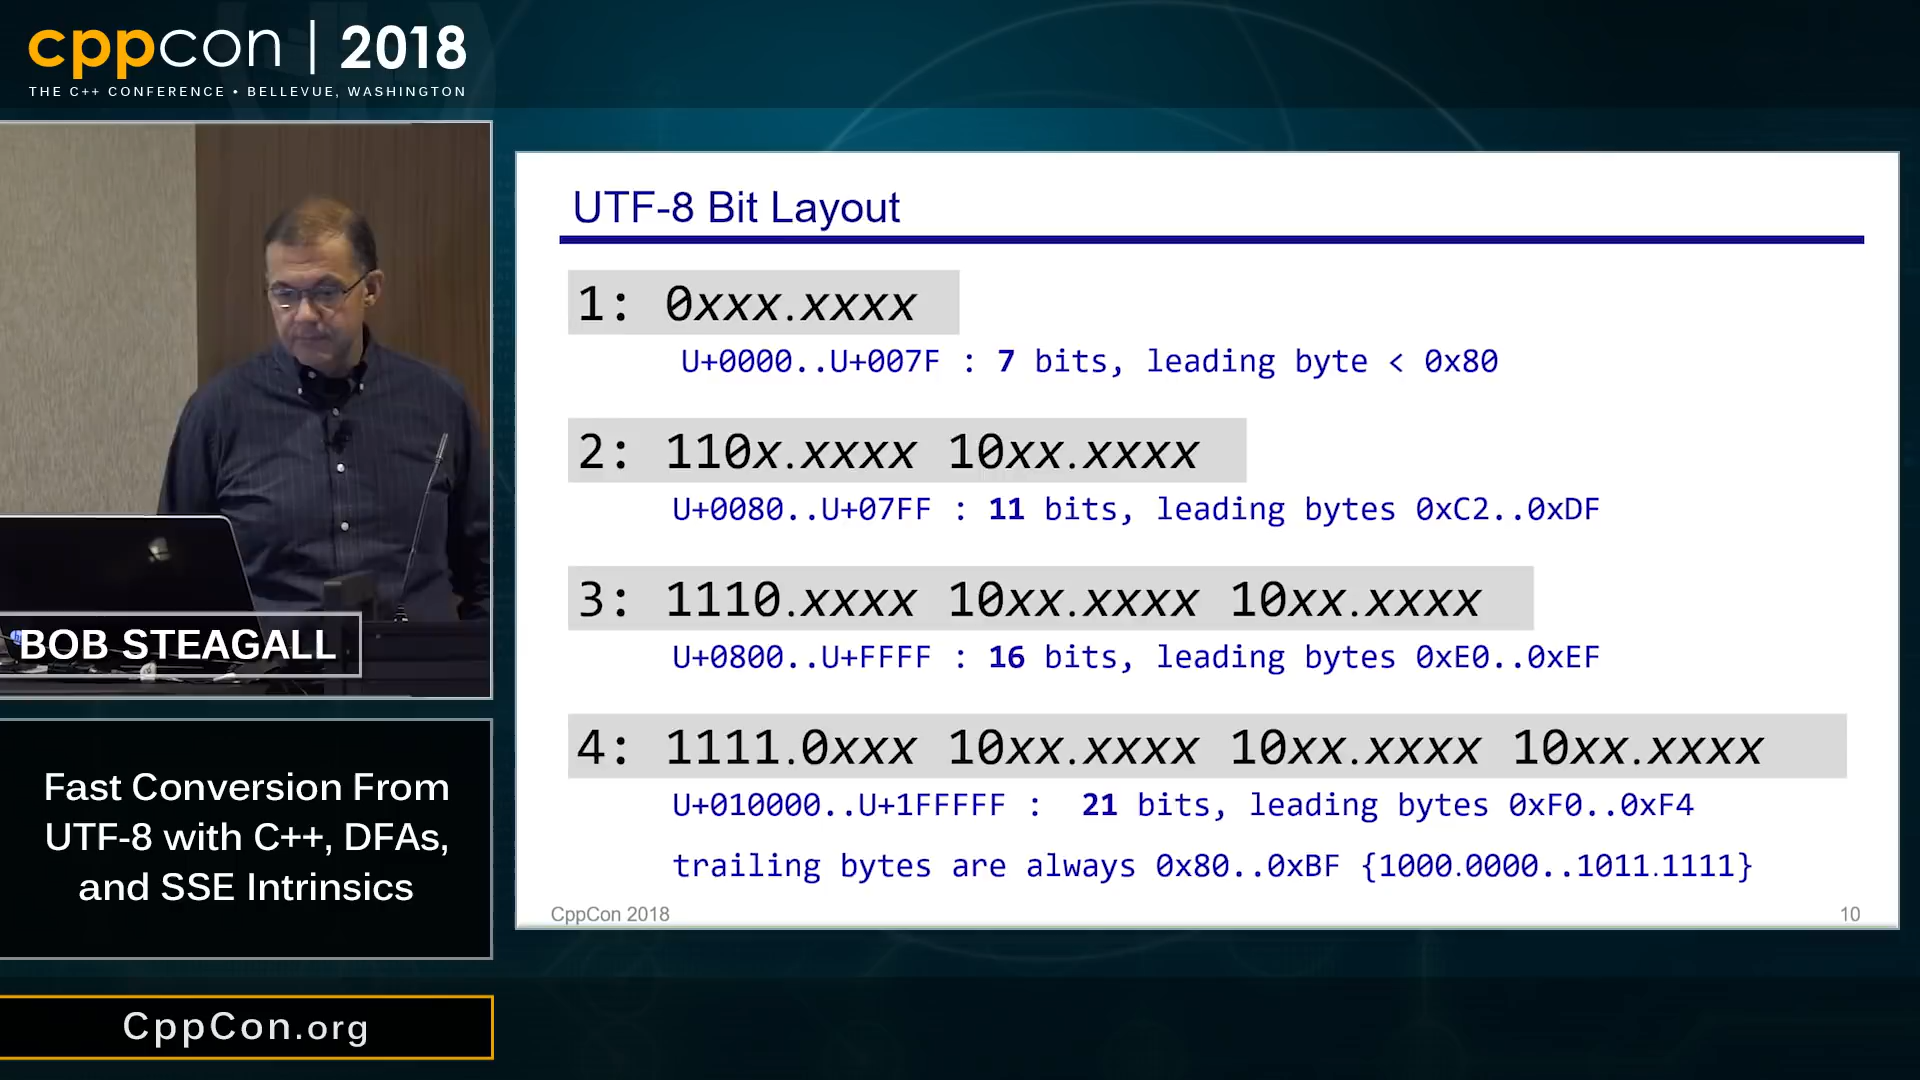 cppcon | 2018
THE C++ CONFERENCE • BELLEVUE, WASHINGTON
BOB STEAGALL
Fast Conversion From
UTF-8 with C++, DFAs,
and SSE Intrinsics
CppCon.org
UTF-8 Bit Layout
1: 0xxx.xxxx
U+0000..U+007F : 7 bits, leading byte < 0x80
2: 110x.xxxx 10xx.xxxx
U+0080..U+07FF : 11 bits, leading bytes 0xC2..0xDF
3: 1110.xxxx 10xx.xxxx 10xx.xxxx
U+0800..U+FFFF : 16 bits, leading bytes 0xE0..0xEF
4: 1111.0xxx 10xx.xxxx 10xx.xxxx 10xx.xxxx
U+010000..U+1FFFFF : 21 bits, leading bytes 0xF0..0xF4
trailing bytes are always 0x80..0xBF {1000.0000..1011.1111}
CppCon 2018
10